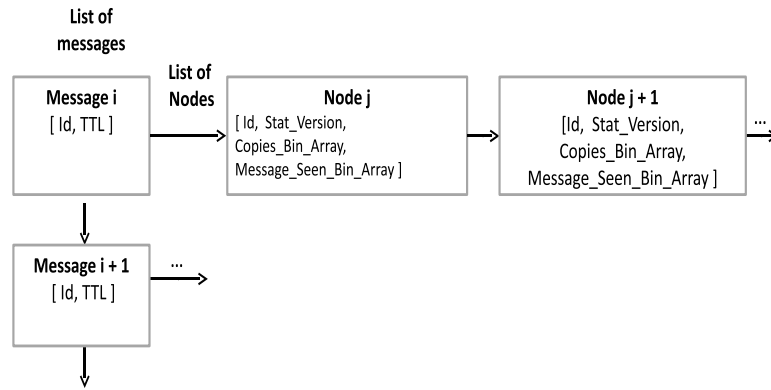 List of
messages
List of
Nodes
Message i
[ Id, TTL ]
Node j
[ Id, Stat_Version,
Copies_Bin_Array,
Message_Seen_Bin_Array ]
Node j + 1
[Id, Stat_Version,
Copies_Bin_Array,
Message_Seen_Bin_Array ]
...
Message i + 1
[ Id, TTL ]
...